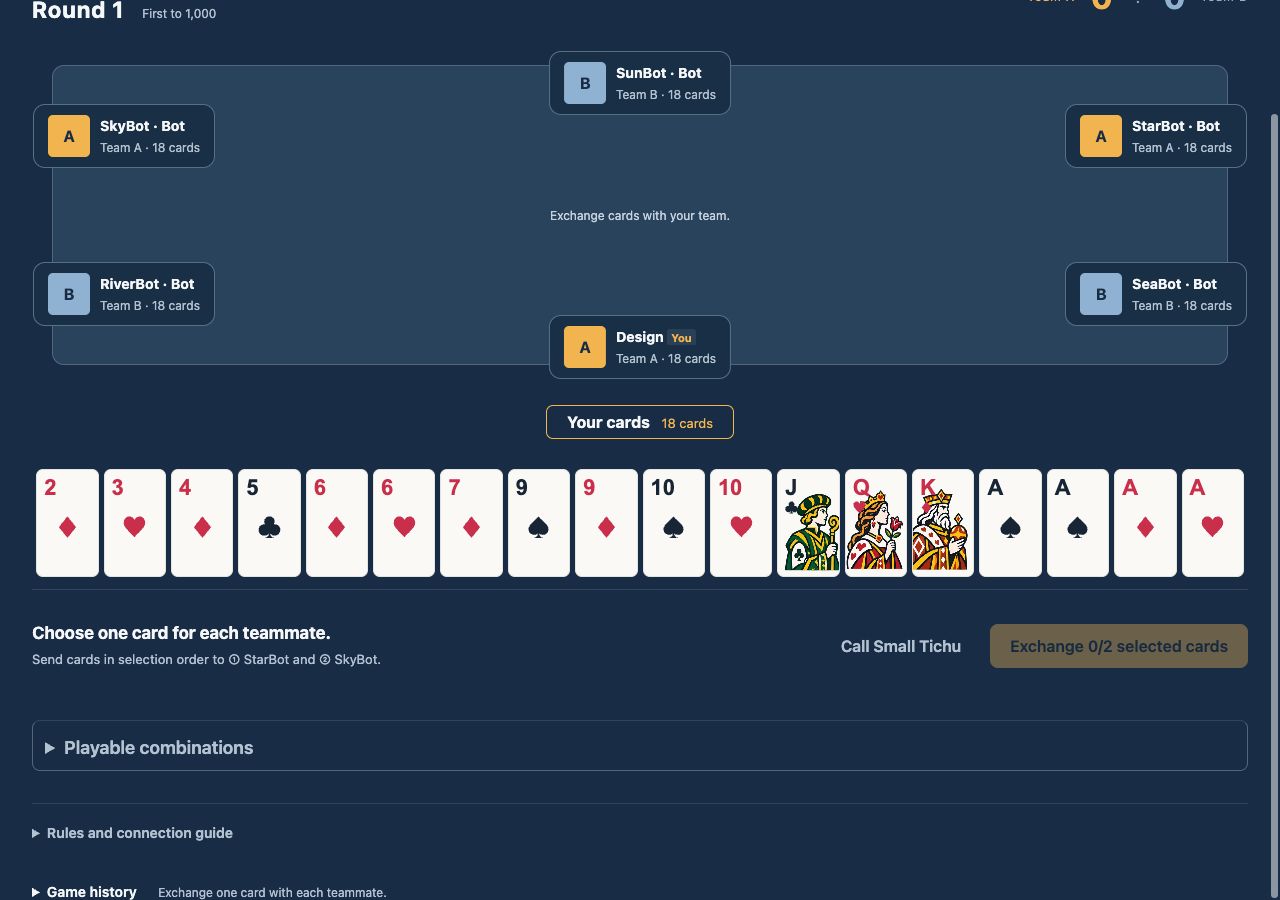 Round 1 First to 1,000
B SunBot · Bot
Team B · 18 cards
A SkyBot · Bot
Team A · 18 cards
A StarBot · Bot
Team A · 18 cards
Exchange cards with your team.
B RiverBot · Bot
Team B · 18 cards
B SeaBot · Bot
Team B · 18 cards
A Design You
Team A · 18 cards
Your cards 18 cards
2 3 4 5 6 6 7 9 9 10 10 J Q K A A A A
Choose one card for each teammate.
Send cards in selection order to ① StarBot and ② SkyBot.
Call Small Tichu
Exchange 0/2 selected cards
Playable combinations
Rules and connection guide
Game history Exchange one card with each teammate.